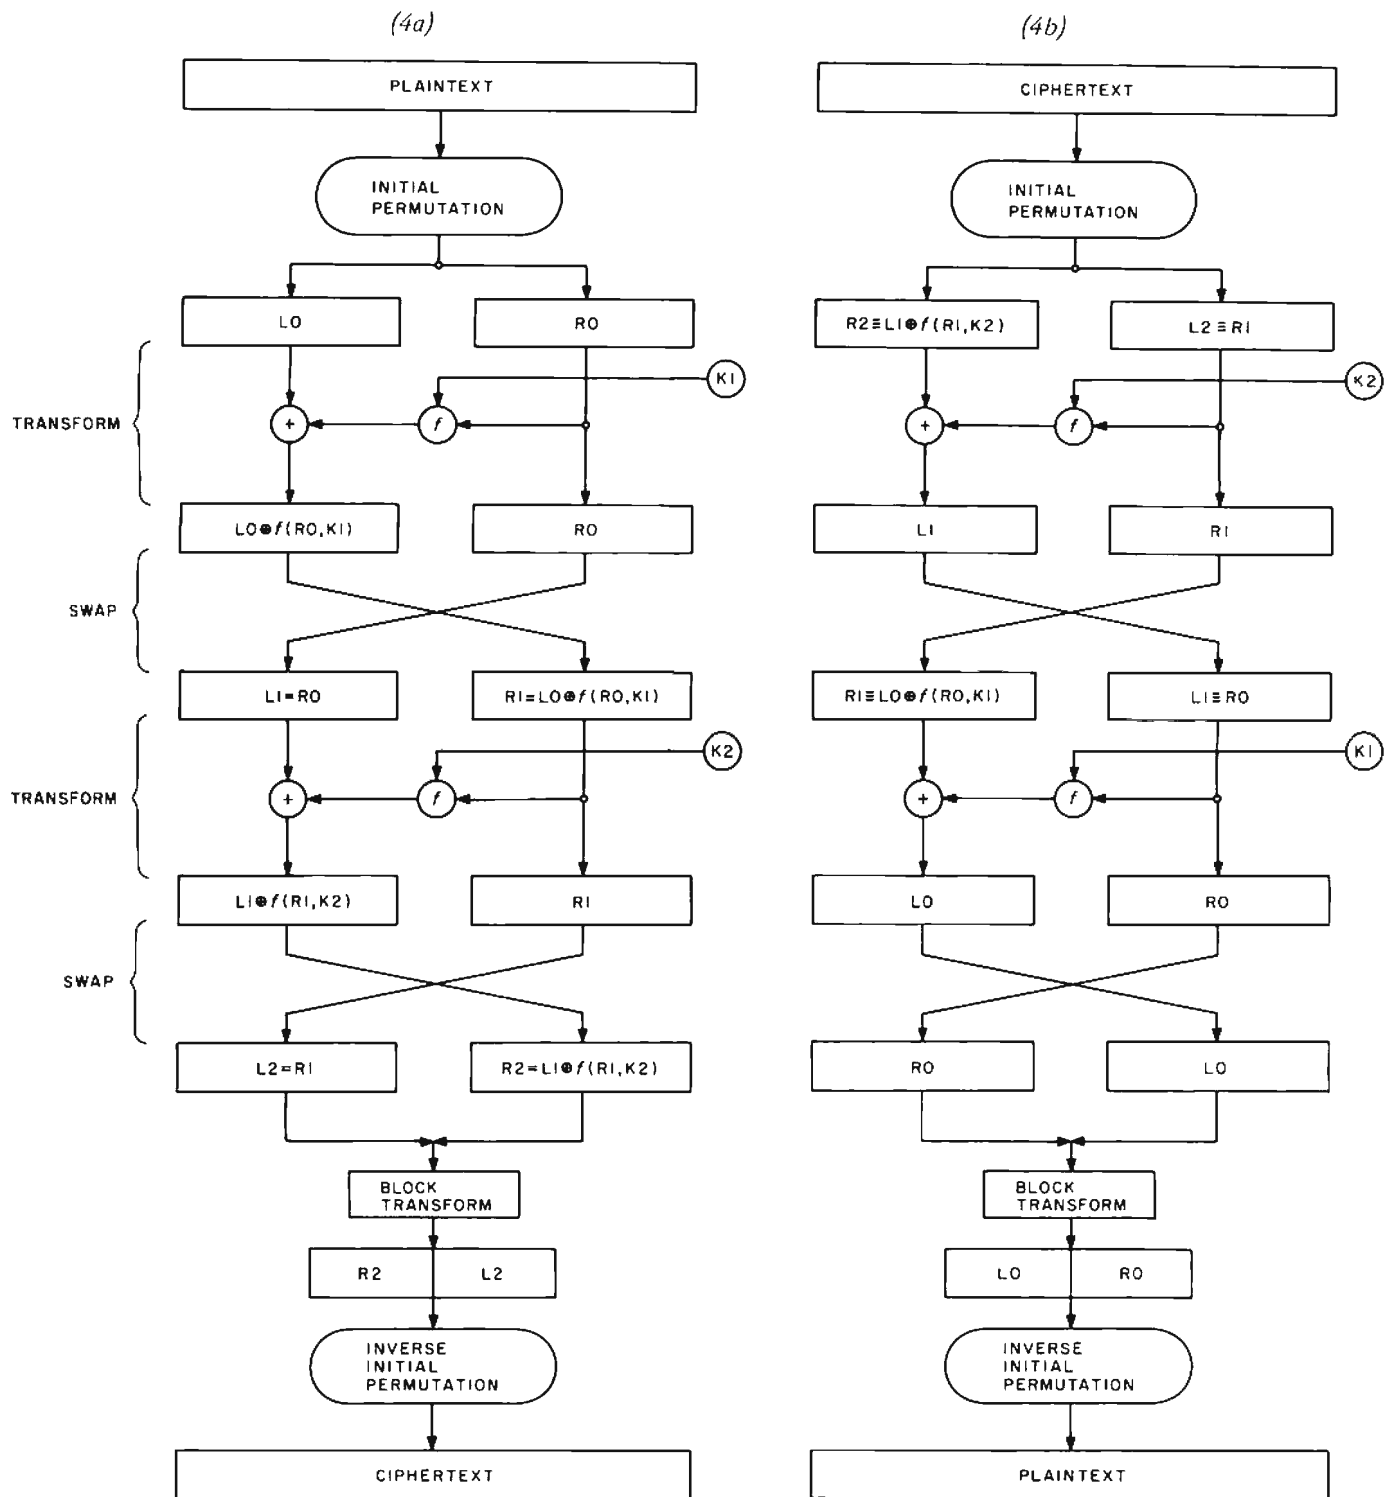 (4a)
PLAINTEXT
INITIAL
PERMUTATION
L0
R0
K1
TRANSFORM
+
f
L0⊕f(R0,K1)
R0
SWAP
L1=R0
R1=L0⊕f(R0,K1)
K2
TRANSFORM
+
f
L1⊕f(R1,K2)
R1
SWAP
L2=R1
R2=L1⊕f(R1,K2)
BLOCK
TRANSFORM
R2
L2
INVERSE
INITIAL
PERMUTATION
CIPHERTEXT
(4b)
CIPHERTEXT
INITIAL
PERMUTATION
R2≡L1⊕f(R1,K2)
L2≡R1
K2
+
f
L1
R1
R1≡L0⊕f(R0,K1)
L1≡R0
K1
+
f
L0
R0
R0
L0
BLOCK
TRANSFORM
L0
R0
INVERSE
INITIAL
PERMUTATION
PLAINTEXT